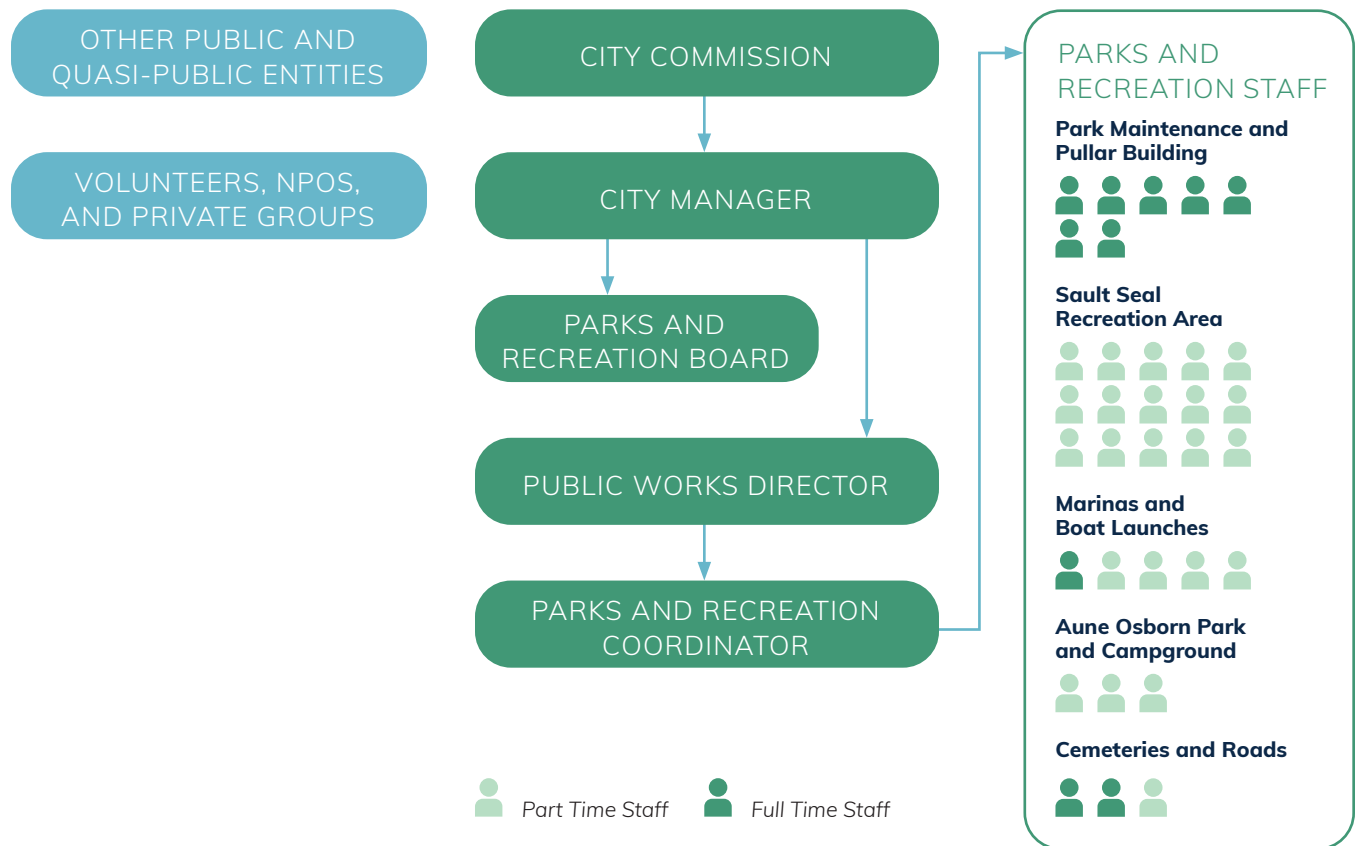 OTHER PUBLIC AND
QUASI-PUBLIC ENTITIES
VOLUNTEERS, NPOS,
AND PRIVATE GROUPS
CITY COMMISSION
CITY MANAGER
PARKS AND
RECREATION BOARD
PUBLIC WORKS DIRECTOR
PARKS AND RECREATION
COORDINATOR
Part Time Staff
Full Time Staff
PARKS AND
RECREATION STAFF
Park Maintenance and
Pullar Building
Sault Seal
Recreation Area
Marinas and
Boat Launches
Aune Osborn Park
and Campground
Cemeteries and Roads